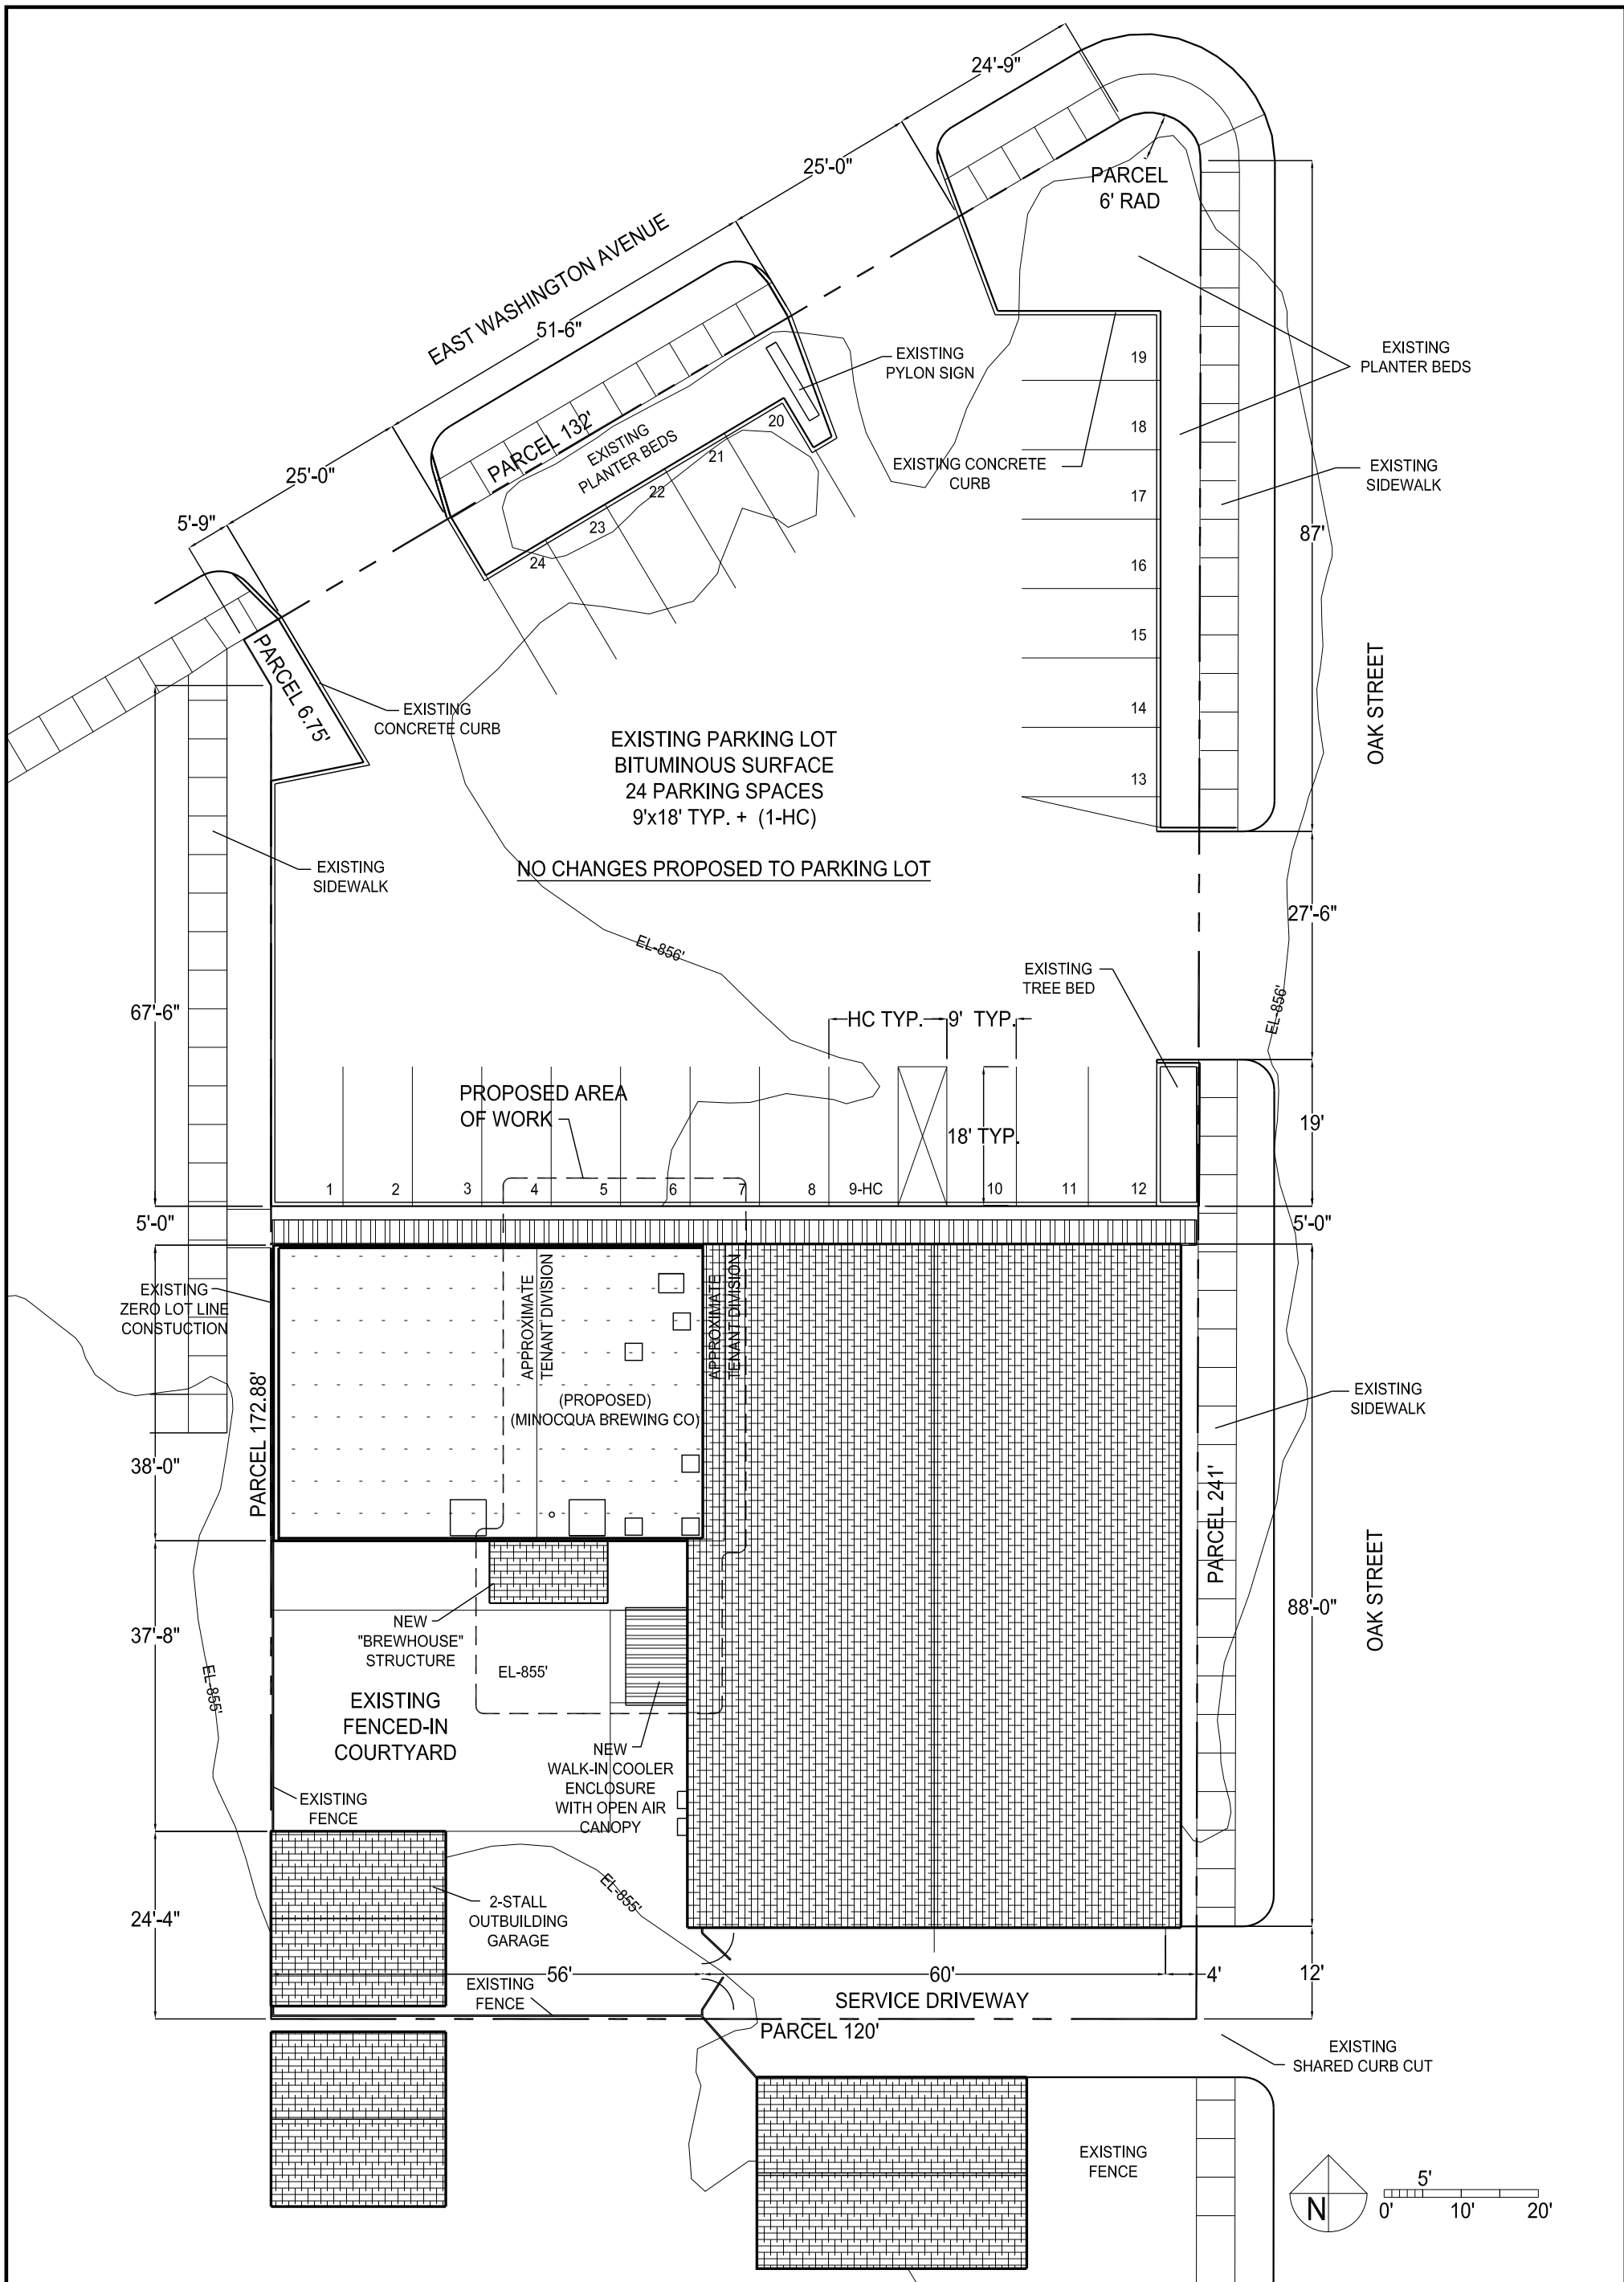 24'-9"
25'-0"
PARCEL
6' RAD
EAST WASHINGTON AVENUE
51-6"
EXISTING
PYLON SIGN
19
EXISTING
PLANTER BEDS
PARCEL 132'
EXISTING
PLANTER BEDS
20
21
22
23
24
18
EXISTING CONCRETE
CURB
EXISTING
SIDEWALK
25'-0"
17
5'-9"
87'
16
15
PARCEL 6.75'
EXISTING
CONCRETE CURB
14
OAK STREET
EXISTING PARKING LOT
BITUMINOUS SURFACE
24 PARKING SPACES
9'x18' TYP. + (1-HC)
13
NO CHANGES PROPOSED TO PARKING LOT
EXISTING
SIDEWALK
27'-6"
EL-856'
EXISTING
TREE BED
EL-856'
67'-6"
HC TYP.
9' TYP.
PROPOSED AREA
OF WORK
18' TYP.
19'
1
2
3
4
5
6
7
8
9-HC
10
11
12
5'-0"
5'-0"
EXISTING
ZERO LOT LINE
CONSTUCTION
APPROXIMATE
TENANT DIVISION
APPROXIMATE
TENANT DIVISION
(PROPOSED)
(MINOCQUA BREWING CO)
EXISTING
SIDEWALK
PARCEL 172.88'
38'-0"
PARCEL 241'
OAK STREET
88'-0"
37'-8"
NEW
"BREWHOUSE"
STRUCTURE
EL-855'
EL-855'
EXISTING
FENCED-IN
COURTYARD
NEW
WALK-IN COOLER
ENCLOSURE
WITH OPEN AIR
CANOPY
EXISTING
FENCE
24'-4"
2-STALL
OUTBUILDING
GARAGE
EL-855'
56'
60'
4'
12'
EXISTING
FENCE
SERVICE DRIVEWAY
PARCEL 120'
EXISTING
SHARED CURB CUT
EXISTING
FENCE
N
5'
0'
10'
20'